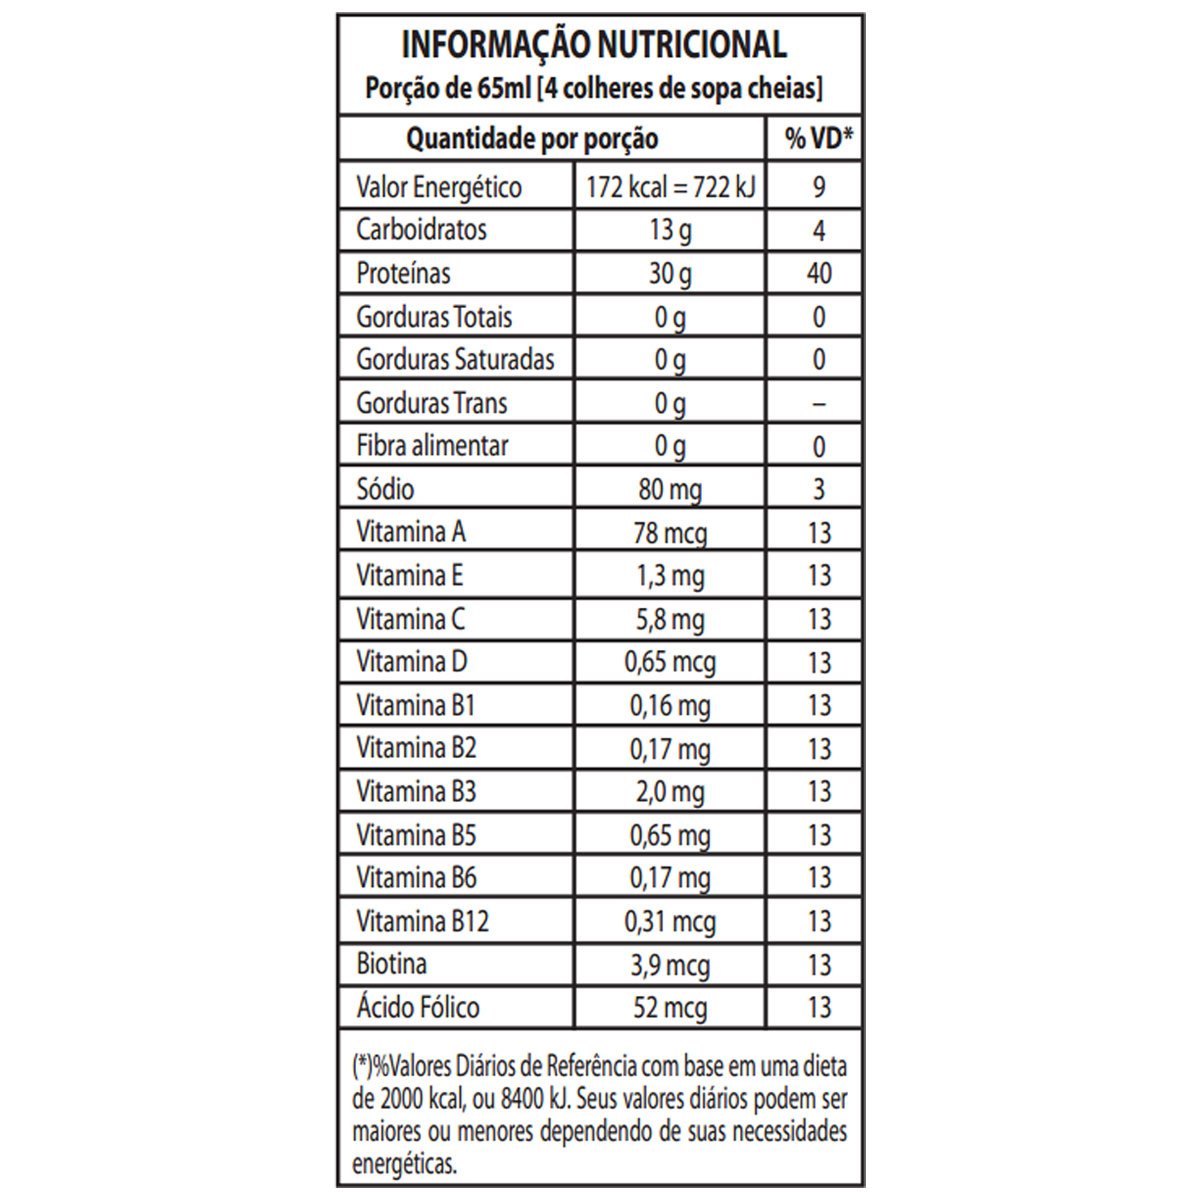 INFORMAÇÃO NUTRICIONAL
Porção de 65ml [4 colheres de sopa cheias]
Quantidade por porção % VD*
Valor Energético 172 kcal = 722 kJ 9
Carboidratos 13 g 4
Proteínas 30 g 40
Gorduras Totais 0 g 0
Gorduras Saturadas 0 g 0
Gorduras Trans 0 g –
Fibra alimentar 0 g 0
Sódio 80 mg 3
Vitamina A 78 mcg 13
Vitamina E 1,3 mg 13
Vitamina C 5,8 mg 13
Vitamina D 0,65 mcg 13
Vitamina B1 0,16 mg 13
Vitamina B2 0,17 mg 13
Vitamina B3 2,0 mg 13
Vitamina B5 0,65 mg 13
Vitamina B6 0,17 mg 13
Vitamina B12 0,31 mcg 13
Biotina 3,9 mcg 13
Ácido Fólico 52 mcg 13
(*)%Valores Diários de Referência com base em uma dieta
de 2000 kcal, ou 8400 kJ. Seus valores diários podem ser
maiores ou menores dependendo de suas necessidades
energéticas.